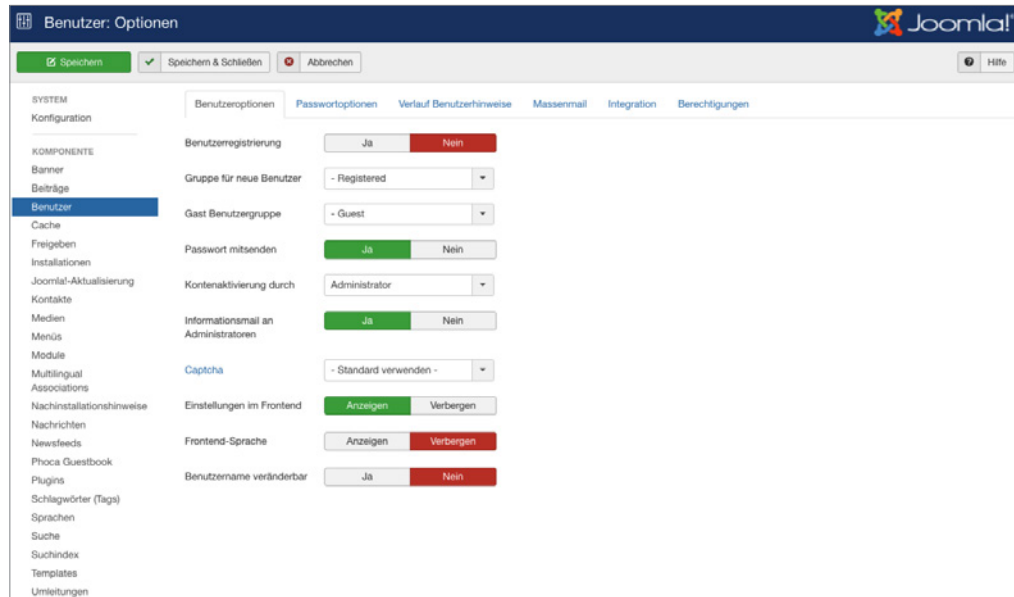 Benutzer: Optionen
Joomla!
Speichern
Speichern & Schließen
Abbrechen
Hilfe
SYSTEM
Konfiguration
KOMPONENTE
Banner
Beiträge
Benutzer
Cache
Freigeben
Installationen
Joomla!-Aktualisierung
Kontakte
Medien
Menüs
Module
Multilingual
Associations
Nachinstallationshinweise
Nachrichten
Newsfeeds
Phoca Guestbook
Plugins
Schlagwörter (Tags)
Sprachen
Suche
Suchindex
Templates
Umleitungen
Benutzeroptionen Passwortoptionen Verlauf Benutzerhinweise Massenmail Integration Berechtigungen
Benutzerregistrierung Ja Nein
Gruppe für neue Benutzer - Registered
Gast Benutzergruppe - Guest
Passwort mitsenden Ja Nein
Kontenaktivierung durch Administrator
Informationsmail an
Administratoren Ja Nein
Captcha - Standard verwenden -
Einstellungen im Frontend Anzeigen Verbergen
Frontend-Sprache Anzeigen Verbergen
Benutzername veränderbar Ja Nein